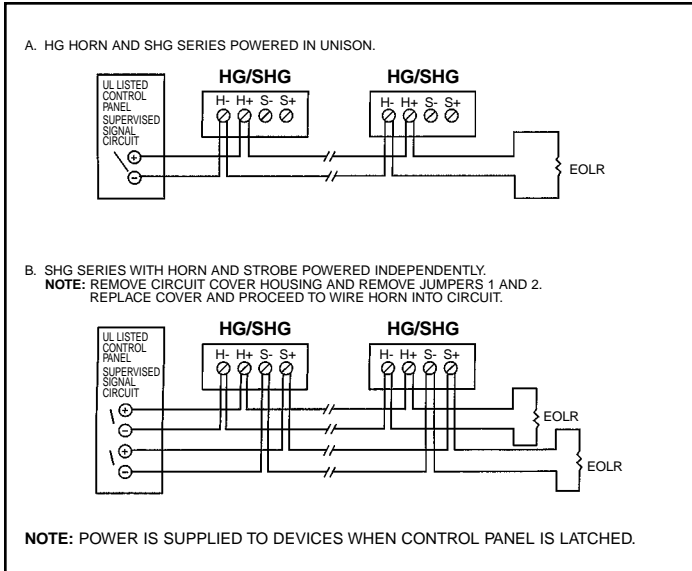 A. HG HORN AND SHG SERIES POWERED IN UNISON.
UL LISTED
CONTROL
PANEL
SUPERVISED
SIGNAL
CIRCUIT
+
−
HG/SHG
H- H+ S- S+
HG/SHG
H- H+ S- S+
EOLR
B. SHG SERIES WITH HORN AND STROBE POWERED INDEPENDENTLY.
NOTE: REMOVE CIRCUIT COVER HOUSING AND REMOVE JUMPERS 1 AND 2.
REPLACE COVER AND PROCEED TO WIRE HORN INTO CIRCUIT.
UL LISTED
CONTROL
PANEL
SUPERVISED
SIGNAL
CIRCUIT
+
−
+
−
HG/SHG
H- H+ S- S+
HG/SHG
H- H+ S- S+
EOLR
EOLR
NOTE: POWER IS SUPPLIED TO DEVICES WHEN CONTROL PANEL IS LATCHED.